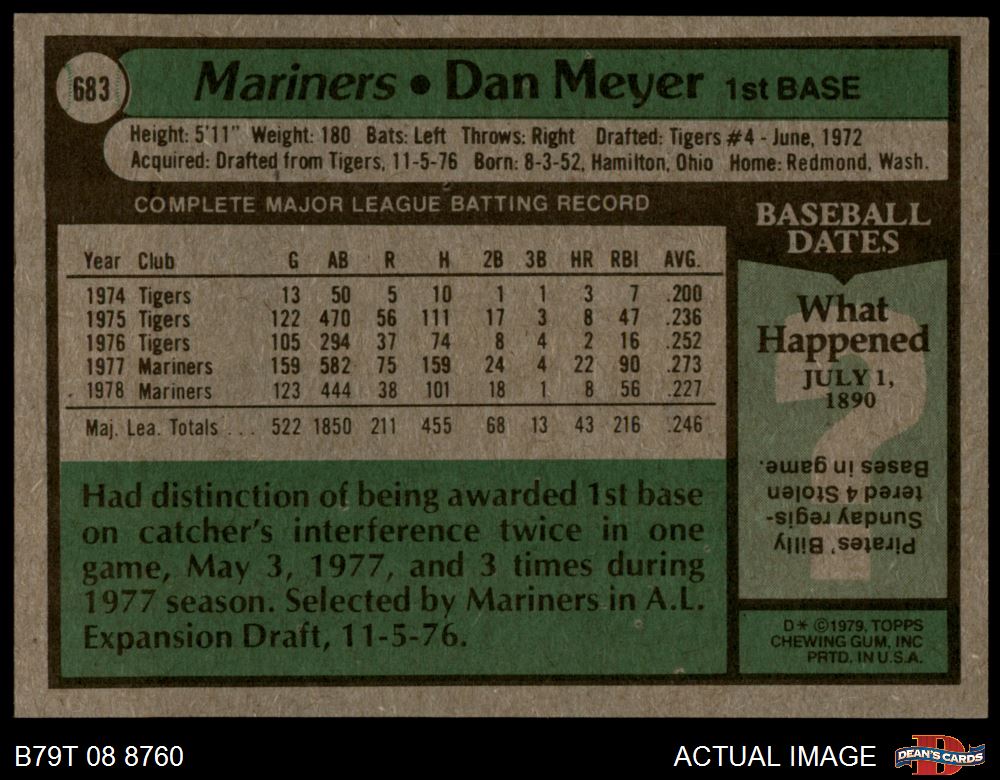 683
Mariners • Dan Meyer 1st BASE
Height: 5'11" Weight: 180 Bats: Left Throws: Right Drafted: Tigers #4 - June, 1972
Acquired: Drafted from Tigers, 11-5-76 Born: 8-3-52, Hamilton, Ohio Home: Redmond, Wash.
COMPLETE MAJOR LEAGUE BATTING RECORD
Year Club G AB R H 2B 3B HR RBI AVG.
1974 Tigers 13 50 5 10 1 1 3 7 .200
1975 Tigers 122 470 56 111 17 3 8 47 .236
1976 Tigers 105 294 37 74 8 4 2 16 .252
1977 Mariners 159 582 75 159 24 4 22 90 .273
1978 Mariners 123 444 38 101 18 1 8 56 .227
Maj. Lea. Totals ... 522 1850 211 455 68 13 43 216 .246
Had distinction of being awarded 1st base
on catcher's interference twice in one
game, May 3, 1977, and 3 times during
1977 season. Selected by Mariners in A.L.
Expansion Draft, 11-5-76.
BASEBALL
DATES
What
Happened
JULY 1,
1890
?
Pirates' Billy
Sunday regis-
tered 4 Stolen
Bases in game.
D* ©1979, TOPPS
CHEWING GUM, INC
PRTD. IN U.S.A.
B79T 08 8760
ACTUAL IMAGE
D
DEAN'S CARDS